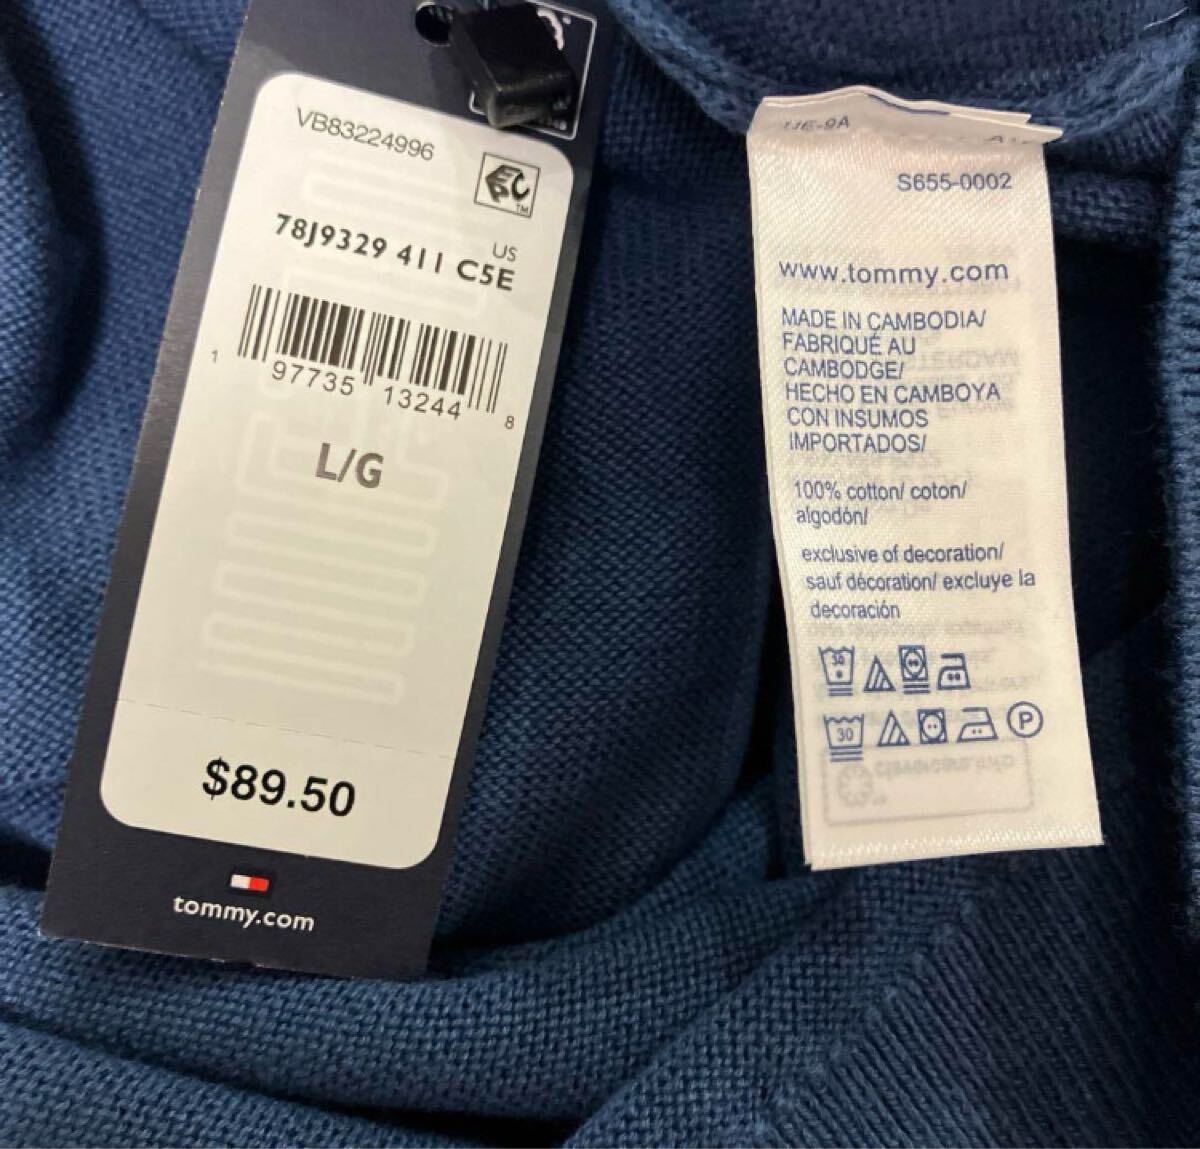 VB83224996
EPC
TM
US
78J9329 411 C5E
1 97735 13244 8
L/G
$89.50
tommy.com
S655-0002
www.tommy.com
MADE IN CAMBODIA/
FABRIQUÉ AU
CAMBODGE/
HECHO EN CAMBOYA
CON INSUMOS
IMPORTADOS/
100% cotton/ coton/
algodón/
exclusive of decoration/
sauf décoration/ excluye la
decoración
30
30
P